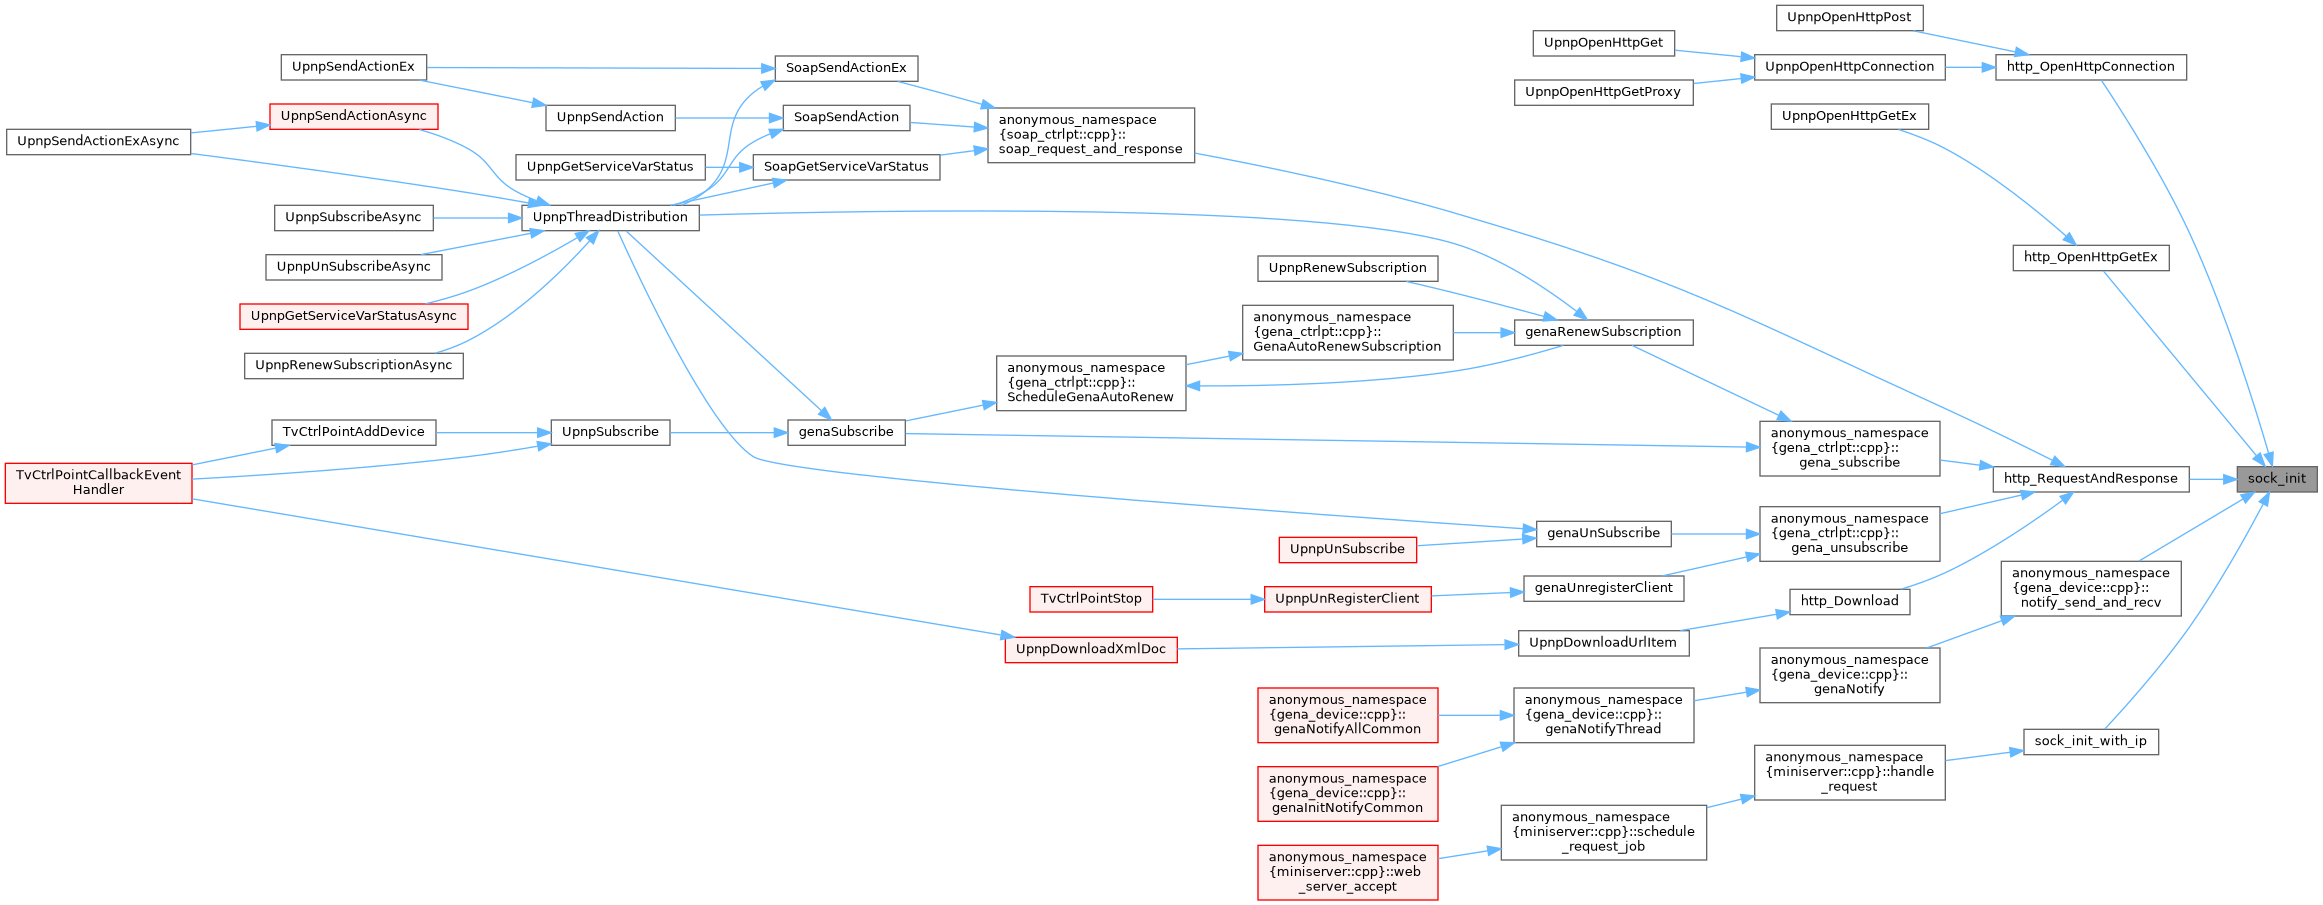 UpnpOpenHttpPost
UpnpOpenHttpGet
UpnpSendActionEx
SoapSendActionEx
UpnpOpenHttpConnection
http_OpenHttpConnection
UpnpOpenHttpGetProxy
UpnpSendActionAsync
UpnpSendAction
SoapSendAction
UpnpOpenHttpGetEx
anonymous_namespace
{soap_ctrlpt::cpp}::
soap_request_and_response
UpnpSendActionExAsync
UpnpGetServiceVarStatus
SoapGetServiceVarStatus
UpnpSubscribeAsync
UpnpThreadDistribution
UpnpUnSubscribeAsync
UpnpRenewSubscription
http_OpenHttpGetEx
UpnpGetServiceVarStatusAsync
anonymous_namespace
{gena_ctrlpt::cpp}::
GenaAutoRenewSubscription
genaRenewSubscription
UpnpRenewSubscriptionAsync
anonymous_namespace
{gena_ctrlpt::cpp}::
ScheduleGenaAutoRenew
TvCtrlPointAddDevice
UpnpSubscribe
genaSubscribe
anonymous_namespace
{gena_ctrlpt::cpp}::
gena_subscribe
TvCtrlPointCallbackEvent
Handler
http_RequestAndResponse
sock_init
anonymous_namespace
{gena_ctrlpt::cpp}::
gena_unsubscribe
genaUnSubscribe
UpnpUnSubscribe
genaUnregisterClient
TvCtrlPointStop
UpnpUnRegisterClient
http_Download
anonymous_namespace
{gena_device::cpp}::
notify_send_and_recv
UpnpDownloadXmlDoc
UpnpDownloadUrlItem
anonymous_namespace
{gena_device::cpp}::
genaNotify
anonymous_namespace
{gena_device::cpp}::
genaNotifyAllCommon
anonymous_namespace
{gena_device::cpp}::
genaNotifyThread
sock_init_with_ip
anonymous_namespace
{gena_device::cpp}::
genaInitNotifyCommon
anonymous_namespace
{miniserver::cpp}::handle
_request
anonymous_namespace
{miniserver::cpp}::schedule
_request_job
anonymous_namespace
{miniserver::cpp}::web
_server_accept